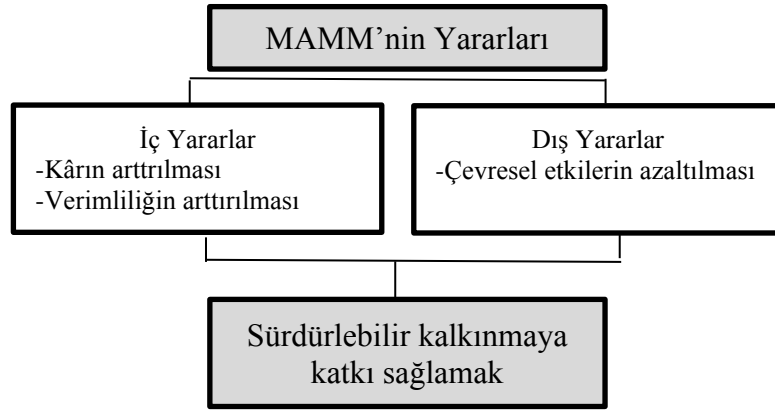 MAMM’nin Yararları
İç Yararlar
-Kârın arttrılması
-Verimliliğin arttırılması
Dış Yararlar
-Çevresel etkilerin azaltılması
Sürdürlebilir kalkınmaya
katkı sağlamak